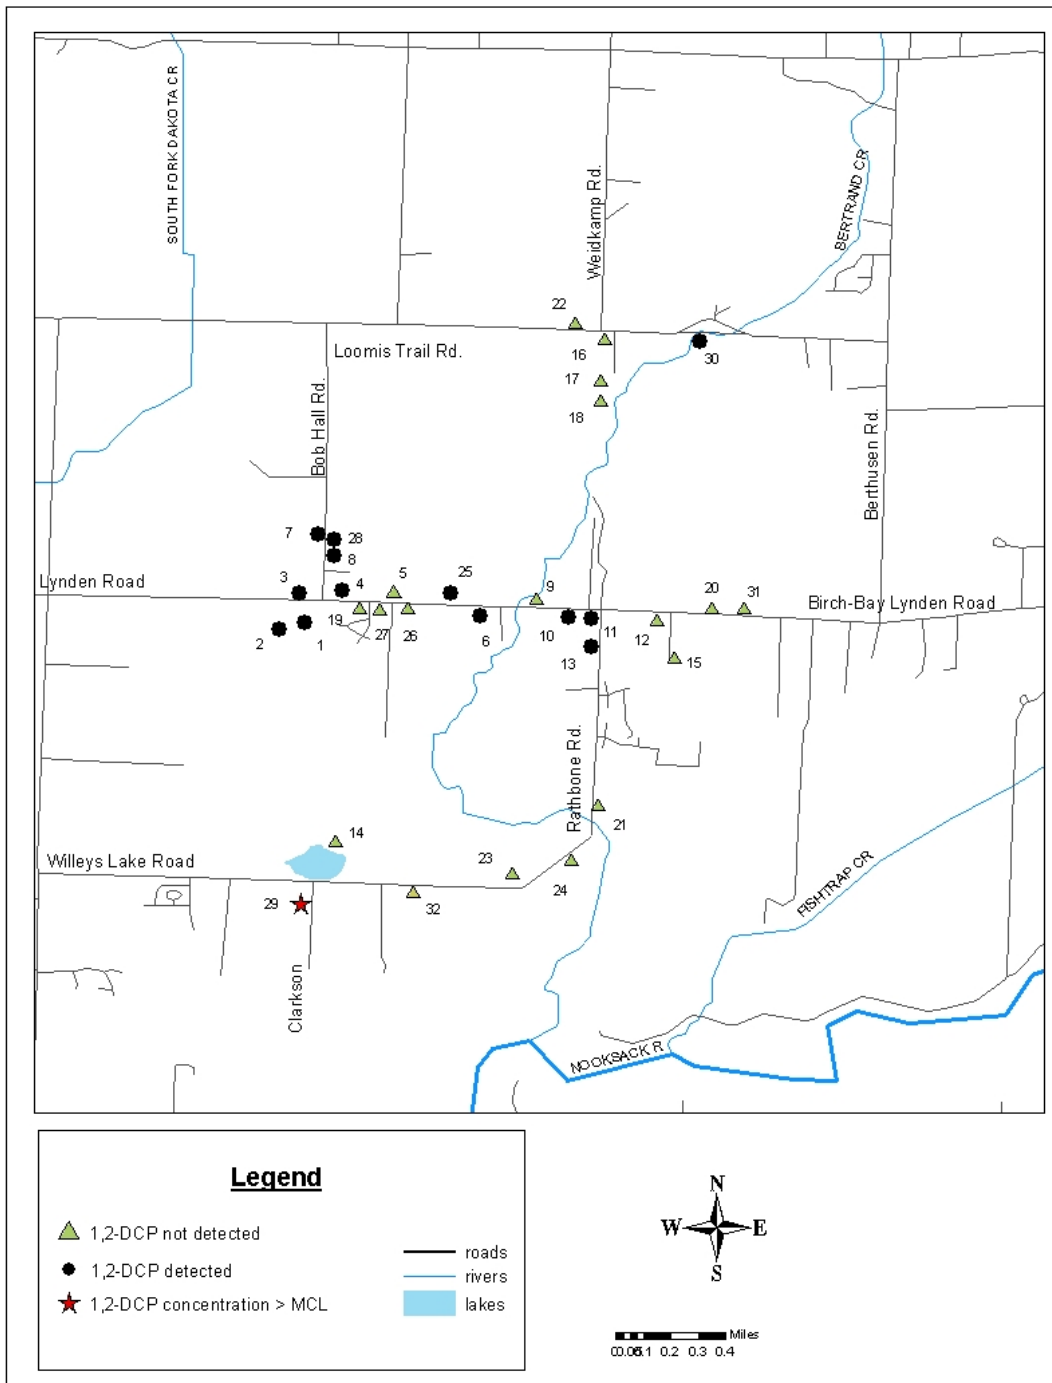 SOUTH FORK DAKOTA CR
BERTRAND CR
Weidkamp Rd.
22
16
30
Loomis Trail Rd.
17
18
Bob Hall Rd.
Berthusen Rd.
7
28
8
Lynden Road
3
4
5
25
9
20
31
Birch-Bay Lynden Road
2
1
19
27
26
6
10
11
12
13
15
Rathbone Rd.
21
14
Willeys Lake Road
23
24
29
32
FISHTRAP CR
Clarkson
NOOKSACK R
Legend
1,2-DCP not detected
1,2-DCP detected
1,2-DCP concentration > MCL
roads
rivers
lakes
N
W
E
S
Miles
0.2 0.3 0.4